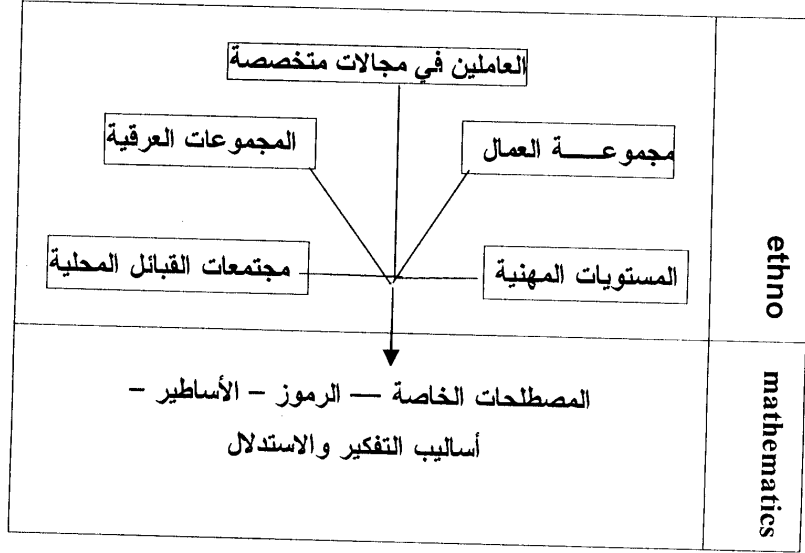 العاملين في مجالات متخصصة
مجموعـــــة العمال
المجموعات العرقية
المستويات المهنية
مجتمعات القبائل المحلية
ethno
المصطلحات الخاصة — الرموز – الأساطير –
أساليب التفكير والاستدلال
mathematics